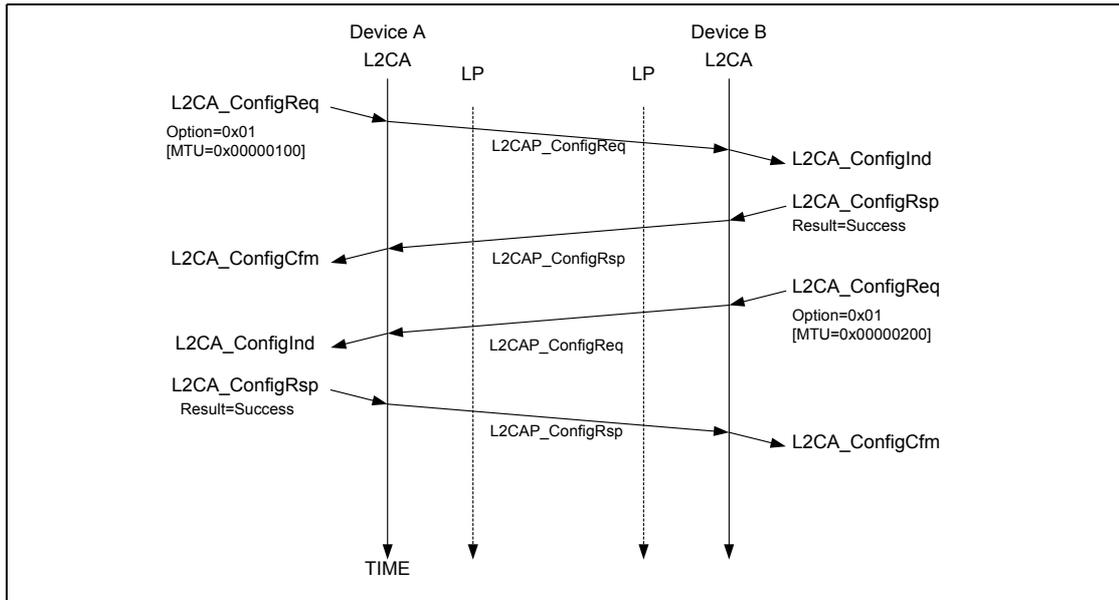 Device A
Device B
L2CA
LP
LP
L2CA
L2CA_ConfigReq
Option=0x01
[MTU=0x00000100]
L2CAP_ConfigReq
L2CA_ConfigInd
L2CA_ConfigRsp
Result=Success
L2CAP_ConfigRsp
L2CA_ConfigCfm
L2CA_ConfigReq
Option=0x01
[MTU=0x00000200]
L2CAP_ConfigReq
L2CA_ConfigInd
L2CA_ConfigRsp
Result=Success
L2CAP_ConfigRsp
L2CA_ConfigCfm
TIME